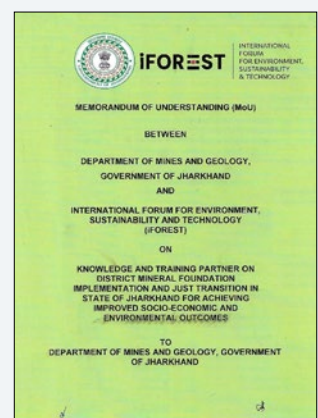 iFOREST
INTERNATIONAL
FORUM
FOR ENVIRONMENT,
SUSTAINABILITY
& TECHNOLOGY
MEMORANDUM OF UNDERSTANDING (MoU)
BETWEEN
DEPARTMENT OF MINES AND GEOLOGY,
GOVERNMENT OF JHARKHAND
AND
INTERNATIONAL FORUM FOR ENVIRONMENT,
SUSTAINABILITY AND TECHNOLOGY
(iFOREST)
ON
KNOWLEDGE AND TRAINING PARTNER ON
DISTRICT MINERAL FOUNDATION
IMPLEMENTATION AND JUST TRANSITION IN
STATE OF JHARKHAND FOR ACHIEVING
IMPROVED SOCIO-ECONOMIC AND
ENVIRONMENTAL OUTCOMES
TO
DEPARTMENT OF MINES AND GEOLOGY, GOVERNMENT
OF JHARKHAND